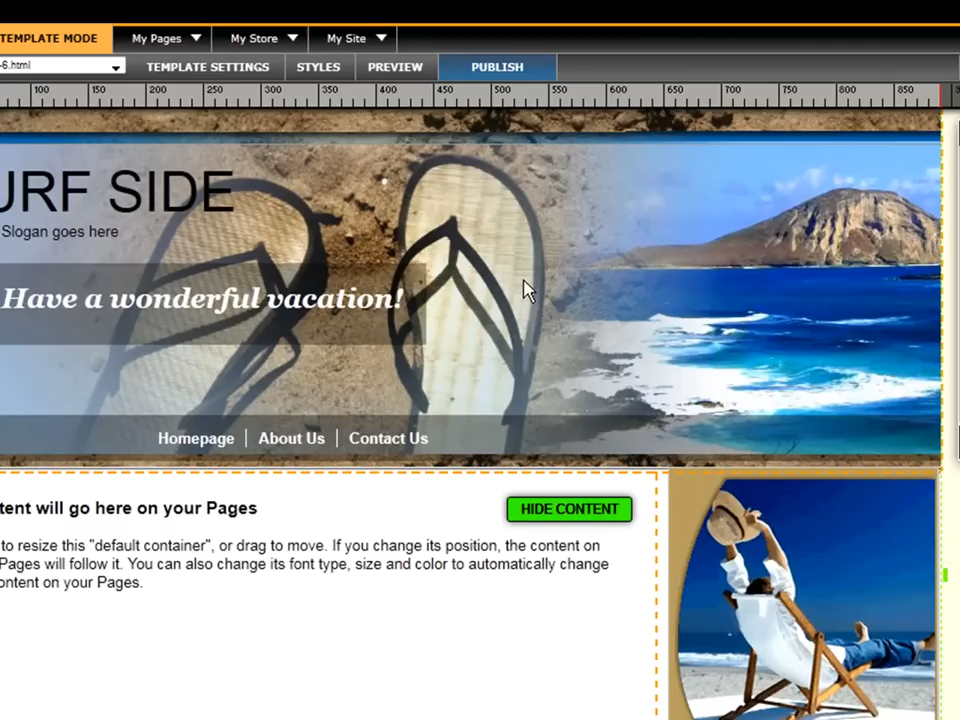 TEMPLATE MODE
My Pages
My Store
My Site
-6.html
TEMPLATE SETTINGS
STYLES
PREVIEW
PUBLISH
100 150 200 250 300 350 400 450 500 550 600 650 700 750 800 850
URF SIDE
Slogan goes here
Have a wonderful vacation!
Homepage
About Us
Contact Us
tent will go here on your Pages
HIDE CONTENT
to resize this "default container", or drag to move. If you change its position, the content on
Pages will follow it. You can also change its font type, size and color to automatically change
ontent on your Pages.